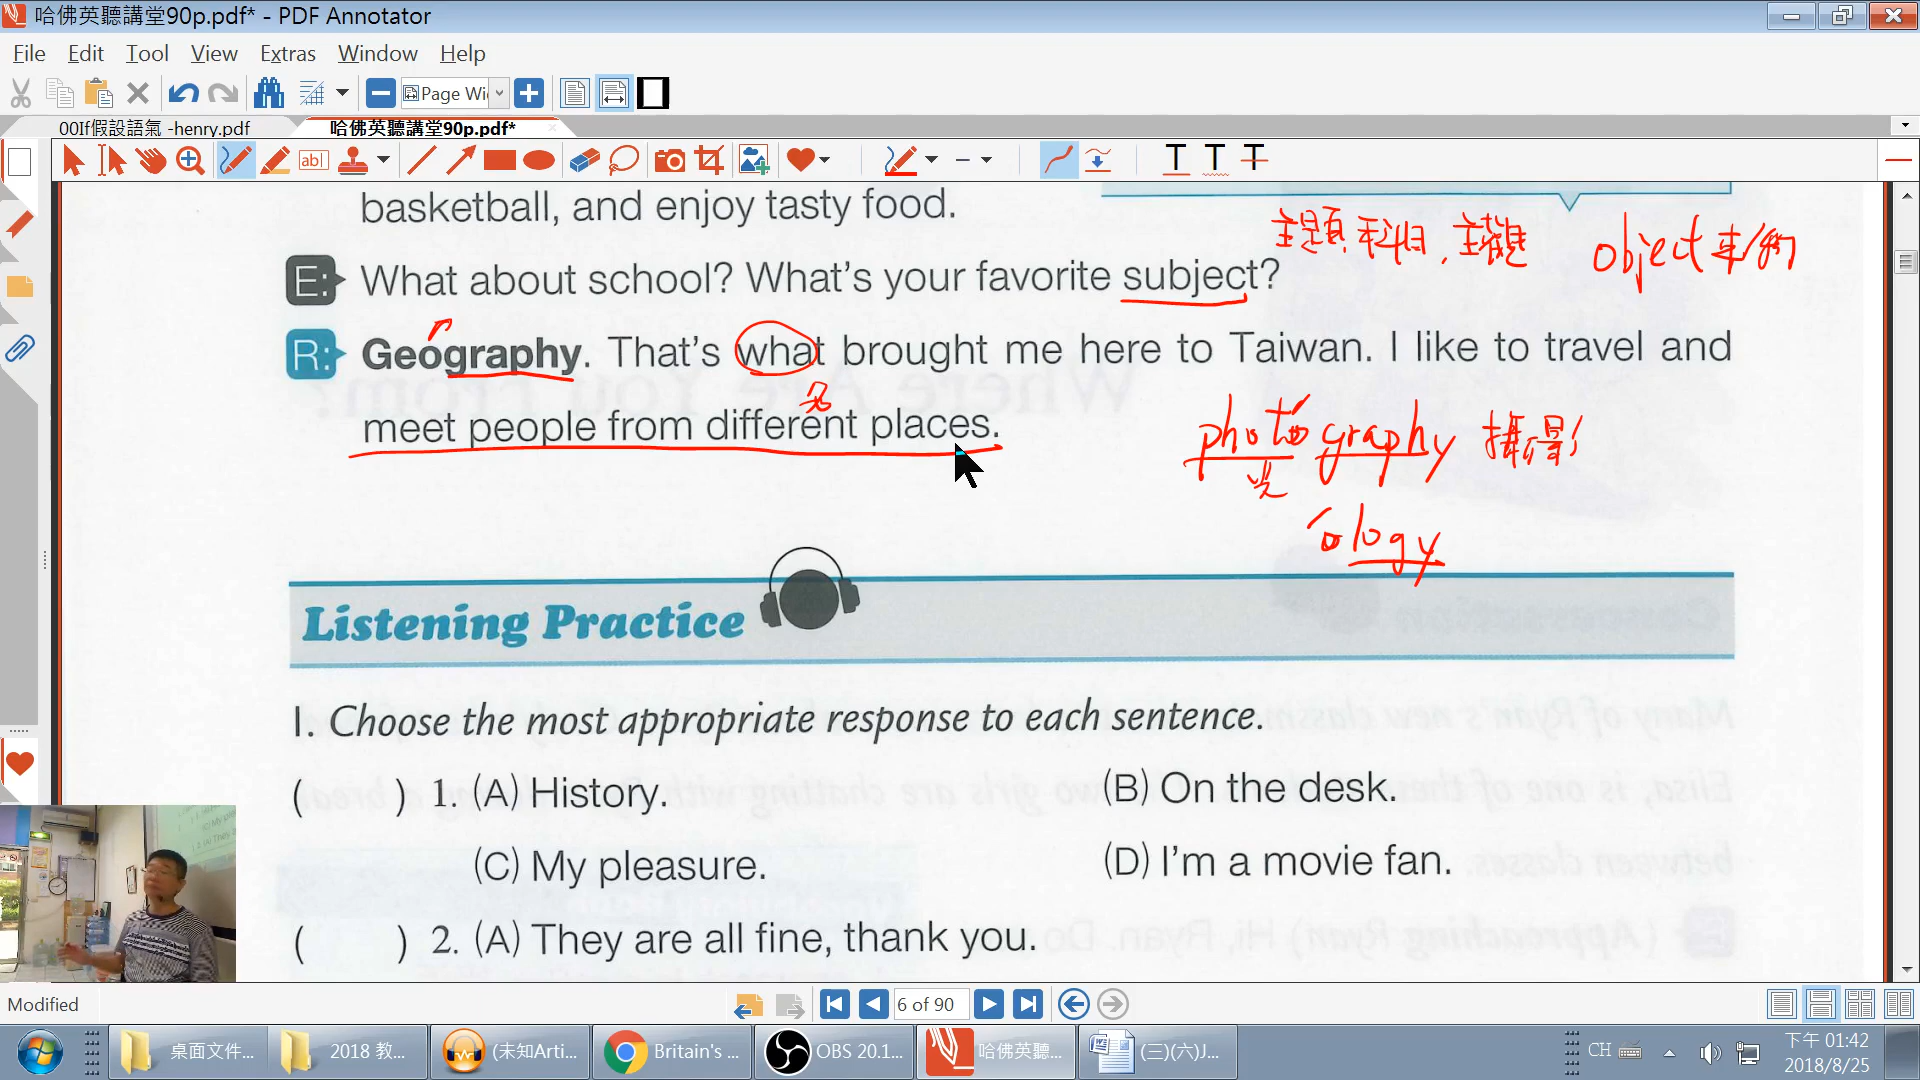 哈佛英聽講堂90p.pdf* - PDF Annotator
File Edit Tool View Extras Window Help
Page Wi
00If假設語氣 -henry.pdf
哈佛英聽講堂90p.pdf*
basketball, and enjoy tasty food.
主題,科目,主觀 object
E: What about school? What's your favorite subject?
R: Geography. That's what brought me here to Taiwan. I like to travel and
meet people from different places.
photography 攝影
光
ology
Listening Practice
I. Choose the most appropriate response to each sentence.
( ) 1. (A) History. (B) On the desk.
(C) My pleasure. (D) I'm a movie fan.
( ) 2. (A) They are all fine, thank you.
Modified
6 of 90
桌面文件...
2018 教...
(未知Arti...
Britain's ...
OBS 20.1...
哈佛英聽...
(三)(六)J...
CH
下午 01:42
2018/8/25